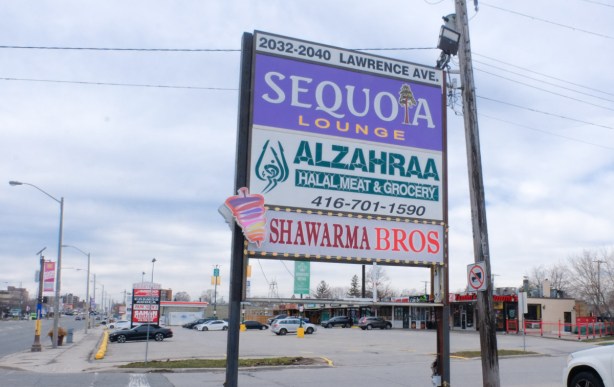 2032-2040 LAWRENCE AVE.
SEQUOIA
LOUNGE
ALZAHRAA
HALAL MEAT & GROCERY
416-701-1590
SHAWARMA BROS